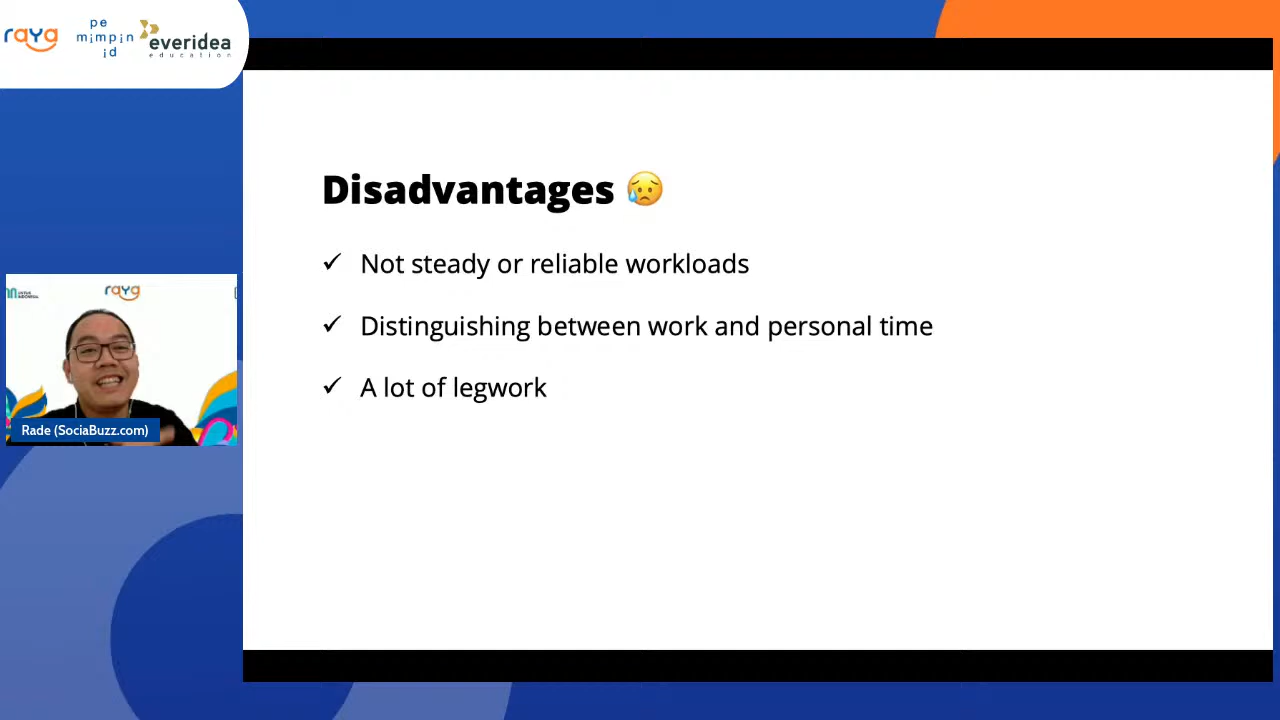 raya
pe
mimpin
id
everidea
education
Disadvantages
✓ Not steady or reliable workloads
✓ Distinguishing between work and personal time
✓ A lot of legwork
raya
Rade (SociaBuzz.com)